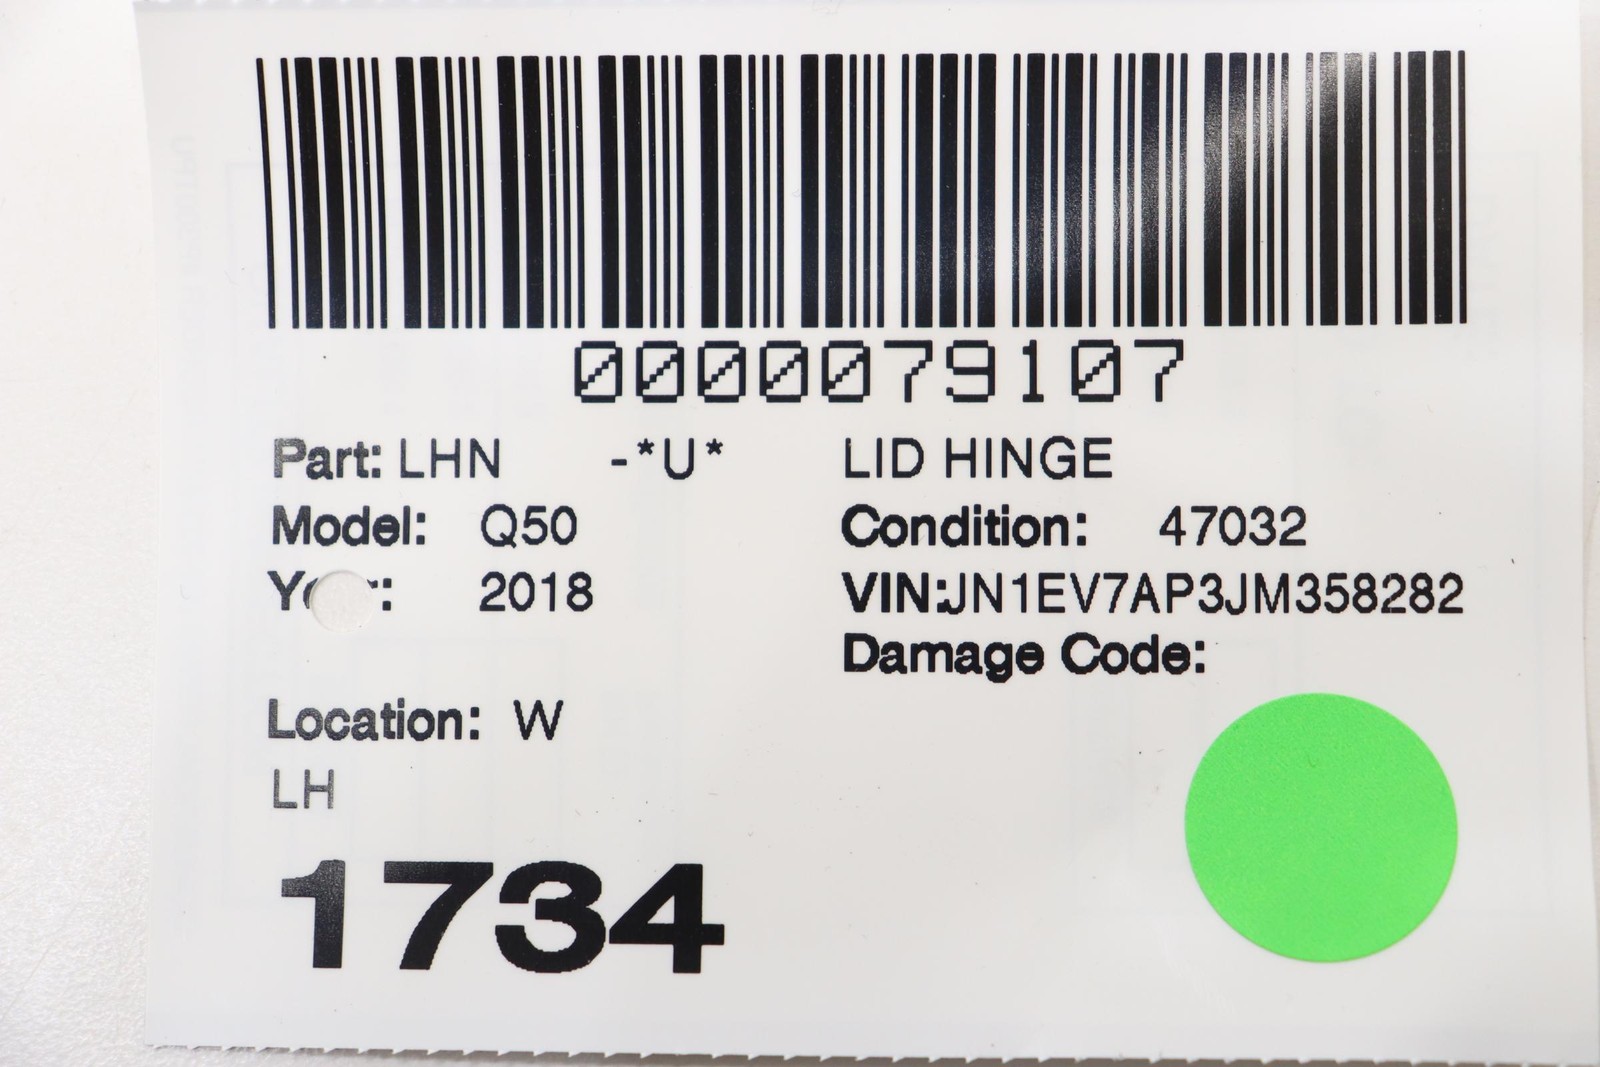 0000079107
Part: LHN -*U* LID HINGE
Model: Q50 Condition: 47032
2018 VIN:JN1EV7AP3JM358282
Damage Code:
Location: W
LH
1734